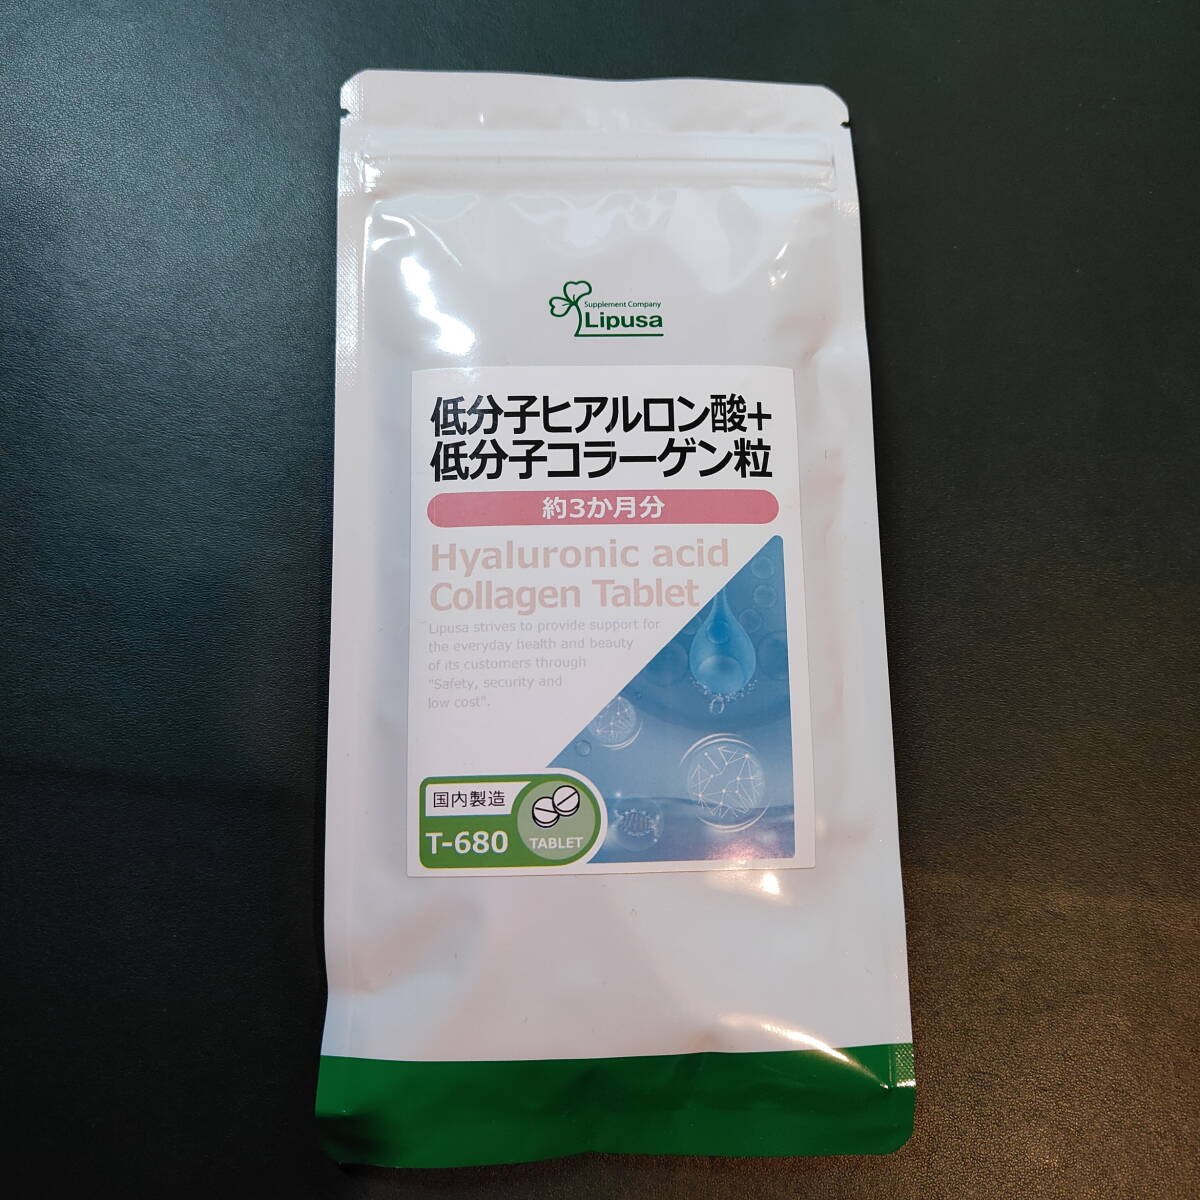 Supplement Company
Lipusa
低分子ヒアルロン酸+
低分子コラーゲン粒
約3か月分
Hyaluronic acid
Collagen Tablet
Lipusa strives to provide support for
the everyday health and beauty
of its customers through
"Safety, security and
low cost".
国内製造
T-680
TABLET